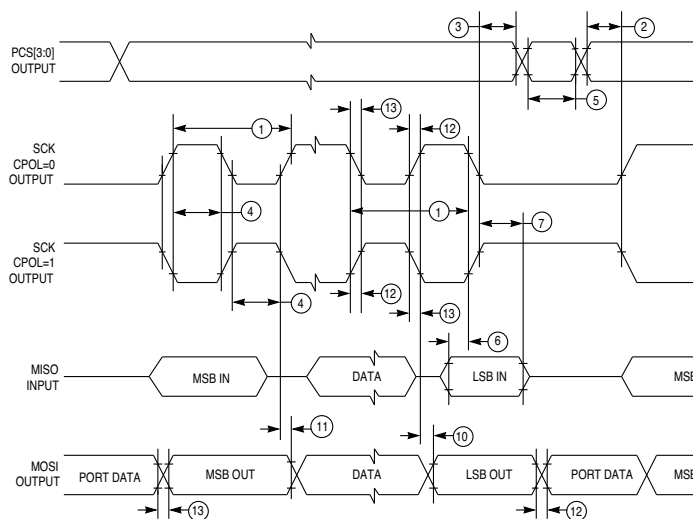 3
2
PCS[3:0]
OUTPUT
5
13
1
12
SCK
CPOL=0
OUTPUT
4
1
7
SCK
CPOL=1
OUTPUT
4
12
13
6
MISO
INPUT
MSB IN
DATA
LSB IN
MSB
11
10
MOSI
OUTPUT
PORT DATA
MSB OUT
DATA
LSB OUT
PORT DATA
MSB
13
12